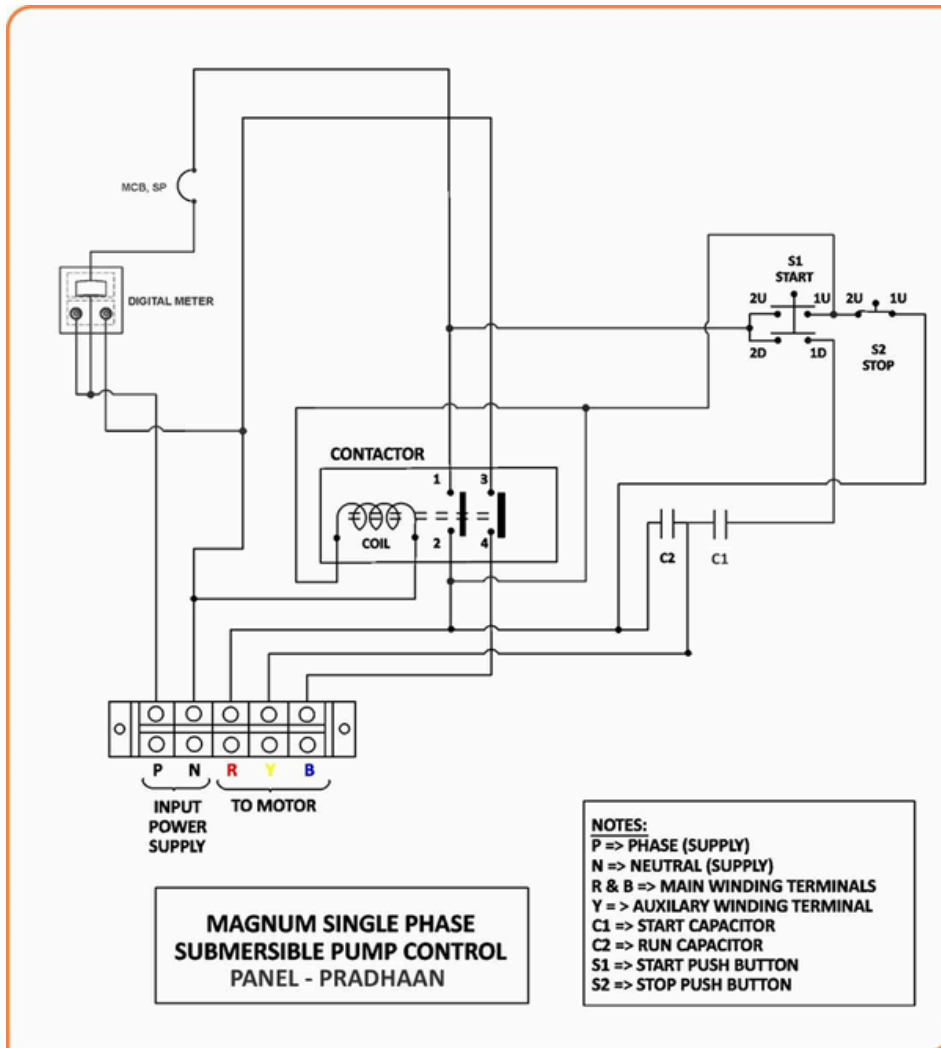 MCB, SP
DIGITAL METER
S1
START
2U
1U
2U
1U
2D
1D
S2
STOP
CONTACTOR
1
3
COIL
2
4
C2
C1
P
N
R
Y
B
INPUT
POWER
SUPPLY
TO MOTOR
NOTES:
P => PHASE (SUPPLY)
N => NEUTRAL (SUPPLY)
R & B => MAIN WINDING TERMINALS
Y = > AUXILARY WINDING TERMINAL
C1 => START CAPACITOR
C2 => RUN CAPACITOR
S1 => START PUSH BUTTON
S2 => STOP PUSH BUTTON
MAGNUM SINGLE PHASE
SUBMERSIBLE PUMP CONTROL
PANEL - PRADHAAN